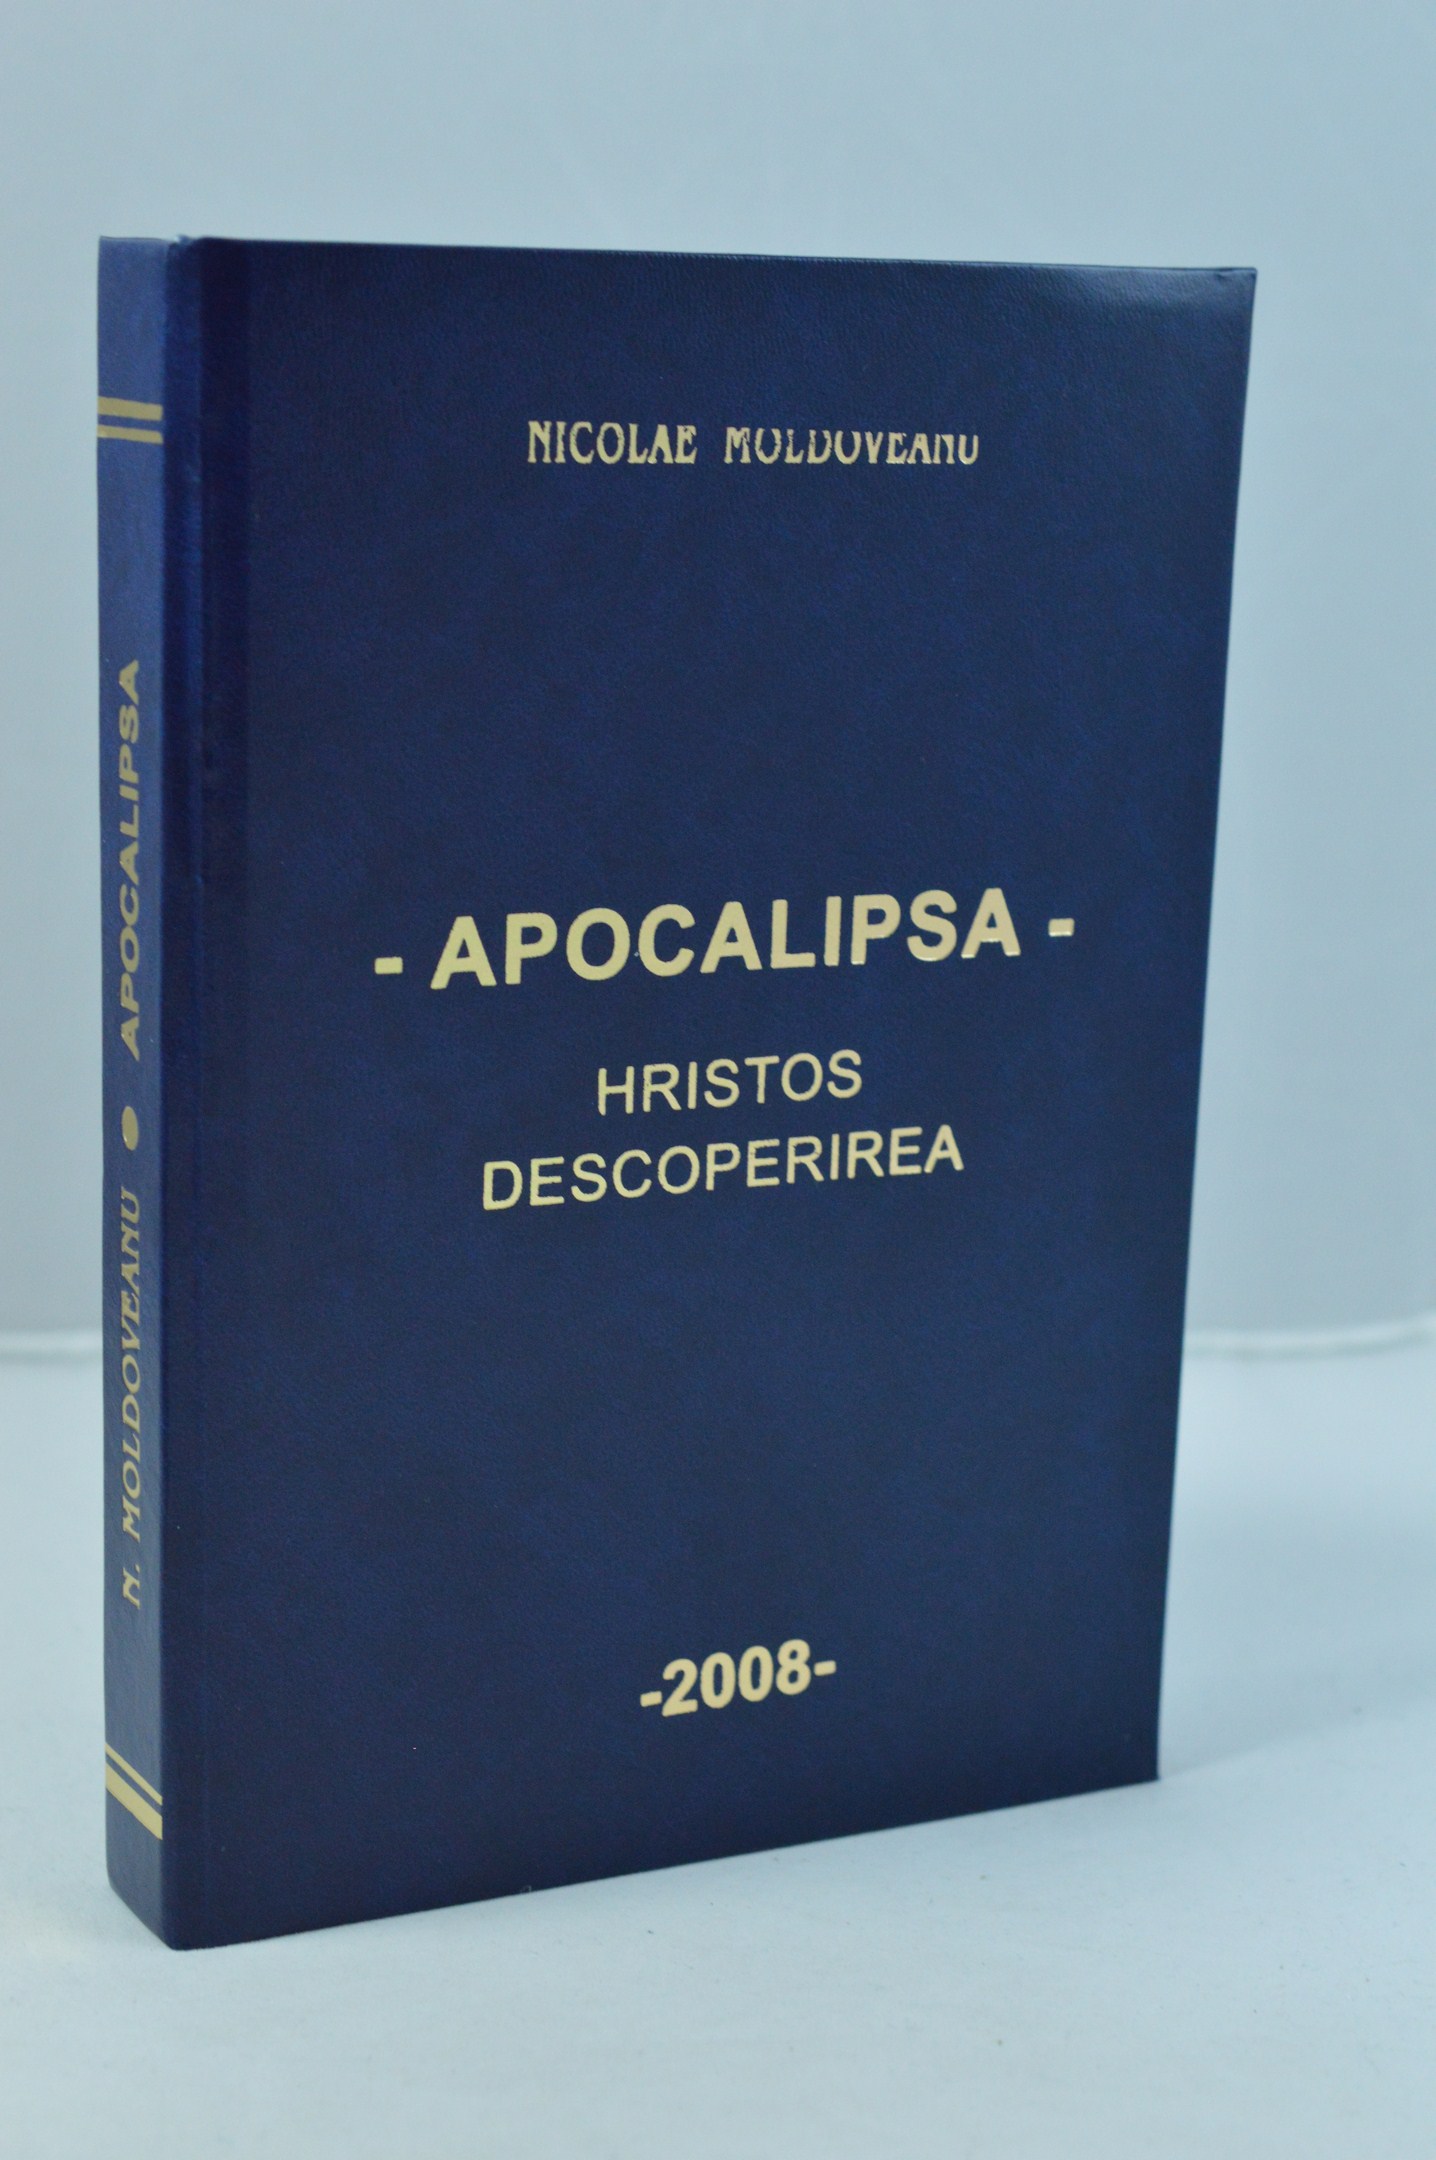 NICOLAE MOLDOVEANU
- APOCALIPSA -
HRISTOS
DESCOPERIREA
-2008-
N. MOLDOVEANU ● APOCALIPSA